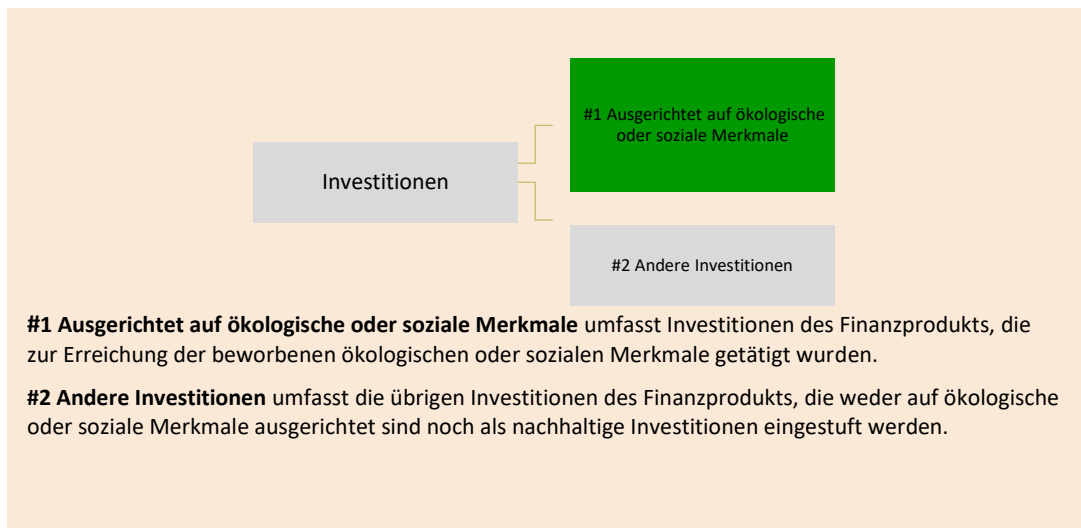 #1 Ausgerichtet auf ökologische
oder soziale Merkmale
Investitionen
#2 Andere Investitionen
#1 Ausgerichtet auf ökologische oder soziale Merkmale umfasst Investitionen des Finanzprodukts, die
zur Erreichung der beworbenen ökologischen oder sozialen Merkmale getätigt wurden.
#2 Andere Investitionen umfasst die übrigen Investitionen des Finanzprodukts, die weder auf ökologische
oder soziale Merkmale ausgerichtet sind noch als nachhaltige Investitionen eingestuft werden.